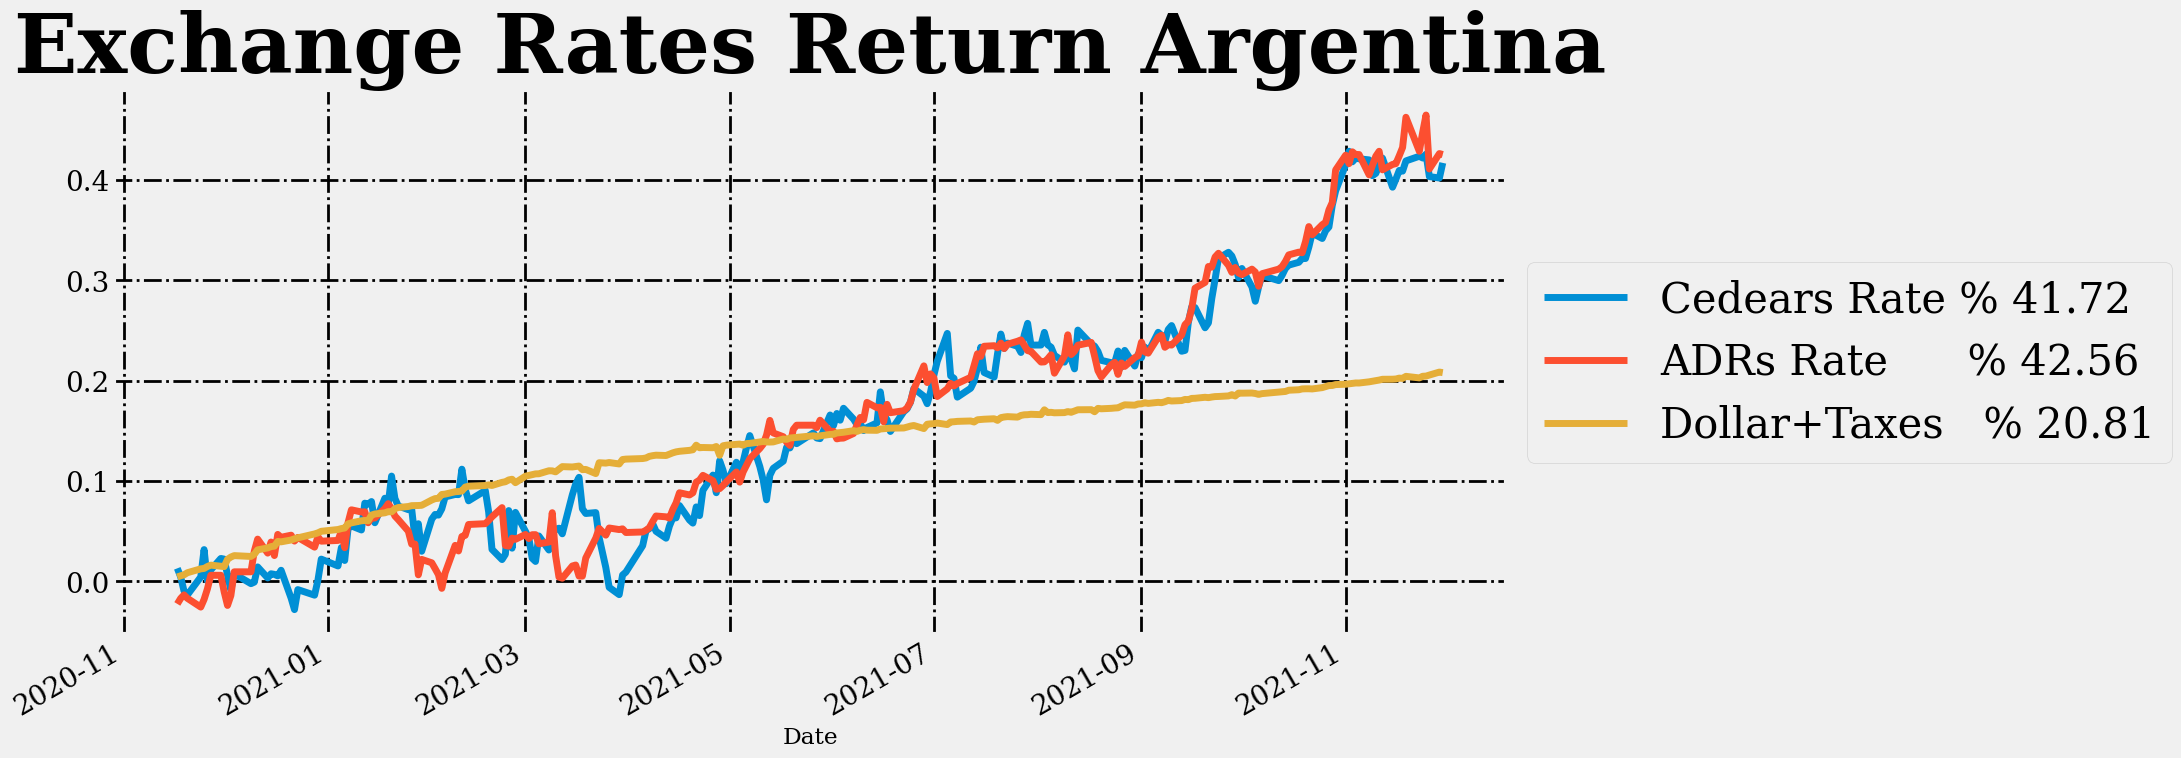 Exchange Rates Return Argentina
0.4
0.3
0.2
0.1
0.0
2020-11
2021-01
2021-03
2021-05
2021-07
2021-09
2021-11
Date
Cedears Rate % 41.72
ADRs Rate % 42.56
Dollar+Taxes % 20.81